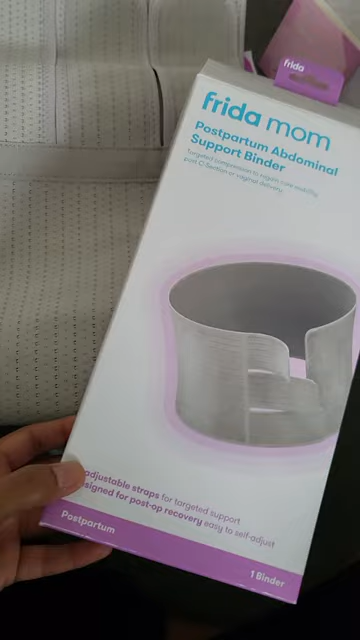 frida
frida mom
Postpartum Abdominal
Support Binder
Targeted compression to regain core stability
post C-Section or vaginal delivery
adjustable straps for targeted support
designed for post-op recovery easy to self-adjust
Postpartum
1 Binder